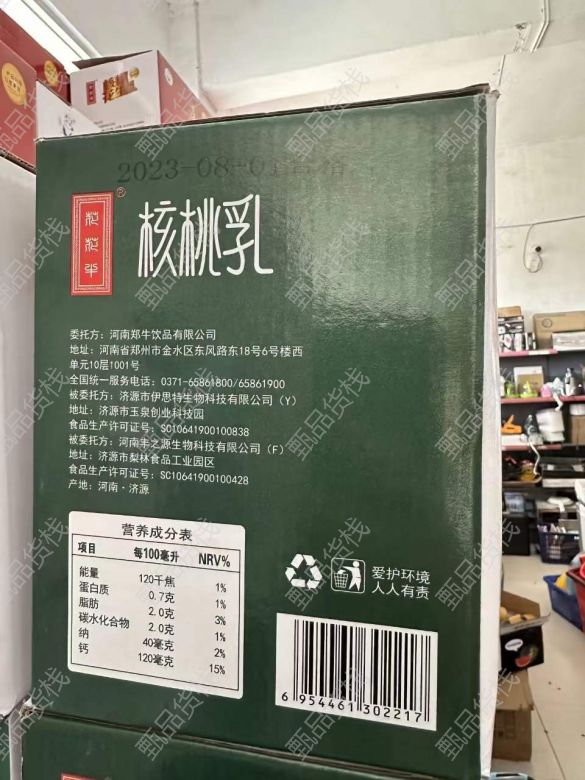 2023-08-01合格
核桃乳
委托方：河南郑牛饮品有限公司
地址：河南省郑州市金水区东风路东18号6号楼西
单元10层1001号
全国统一服务电话：0371-65861800/65861900
被委托方：济源市伊思特生物科技有限公司（Y）
地址：济源市玉泉创业科技园
食品生产许可证号：SC10641900100838
被委托方：河南丰之源生物科技有限公司（F）
地址：济源市梨林食品工业园区
食品生产许可证号：SC10641900100428
产地：河南·济源
营养成分表
项目 每100毫升 NRV%
能量 120千焦 1%
蛋白质 0.7克 1%
脂肪 2.0克 3%
碳水化合物 2.0克 1%
纳 40毫克 2%
钙 120毫克 15%
爱护环境
人人有责
6 954461 302217
甄品货栈